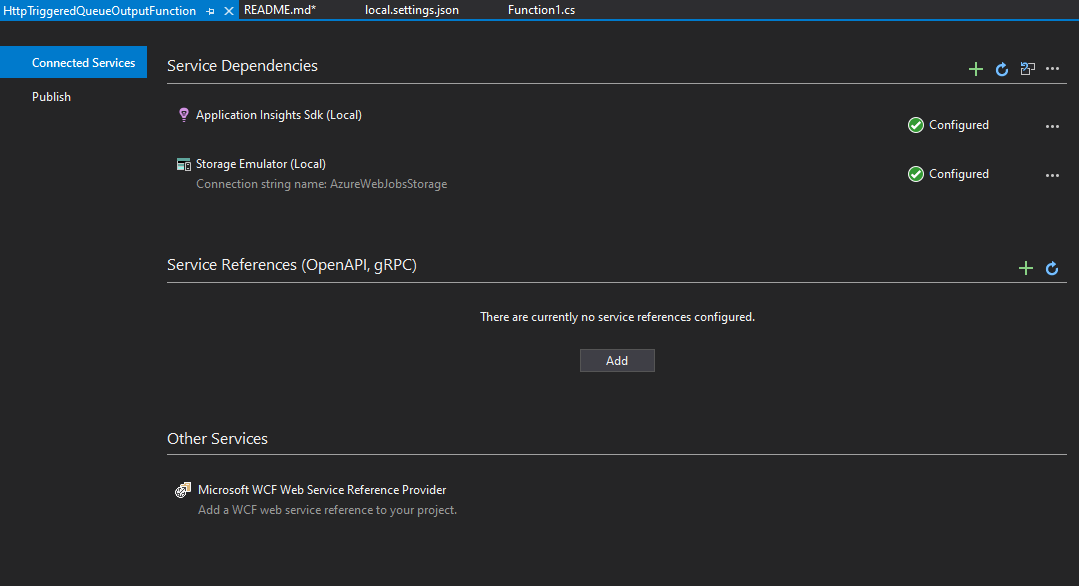 HttpTriggeredQueueOutputFunction
README.md*
local.settings.json
Function1.cs
Connected Services
Publish
Service Dependencies
Application Insights Sdk (Local)
Configured
Storage Emulator (Local)
Connection string name: AzureWebJobsStorage
Configured
Service References (OpenAPI, gRPC)
There are currently no service references configured.
Add
Other Services
Microsoft WCF Web Service Reference Provider
Add a WCF web service reference to your project.